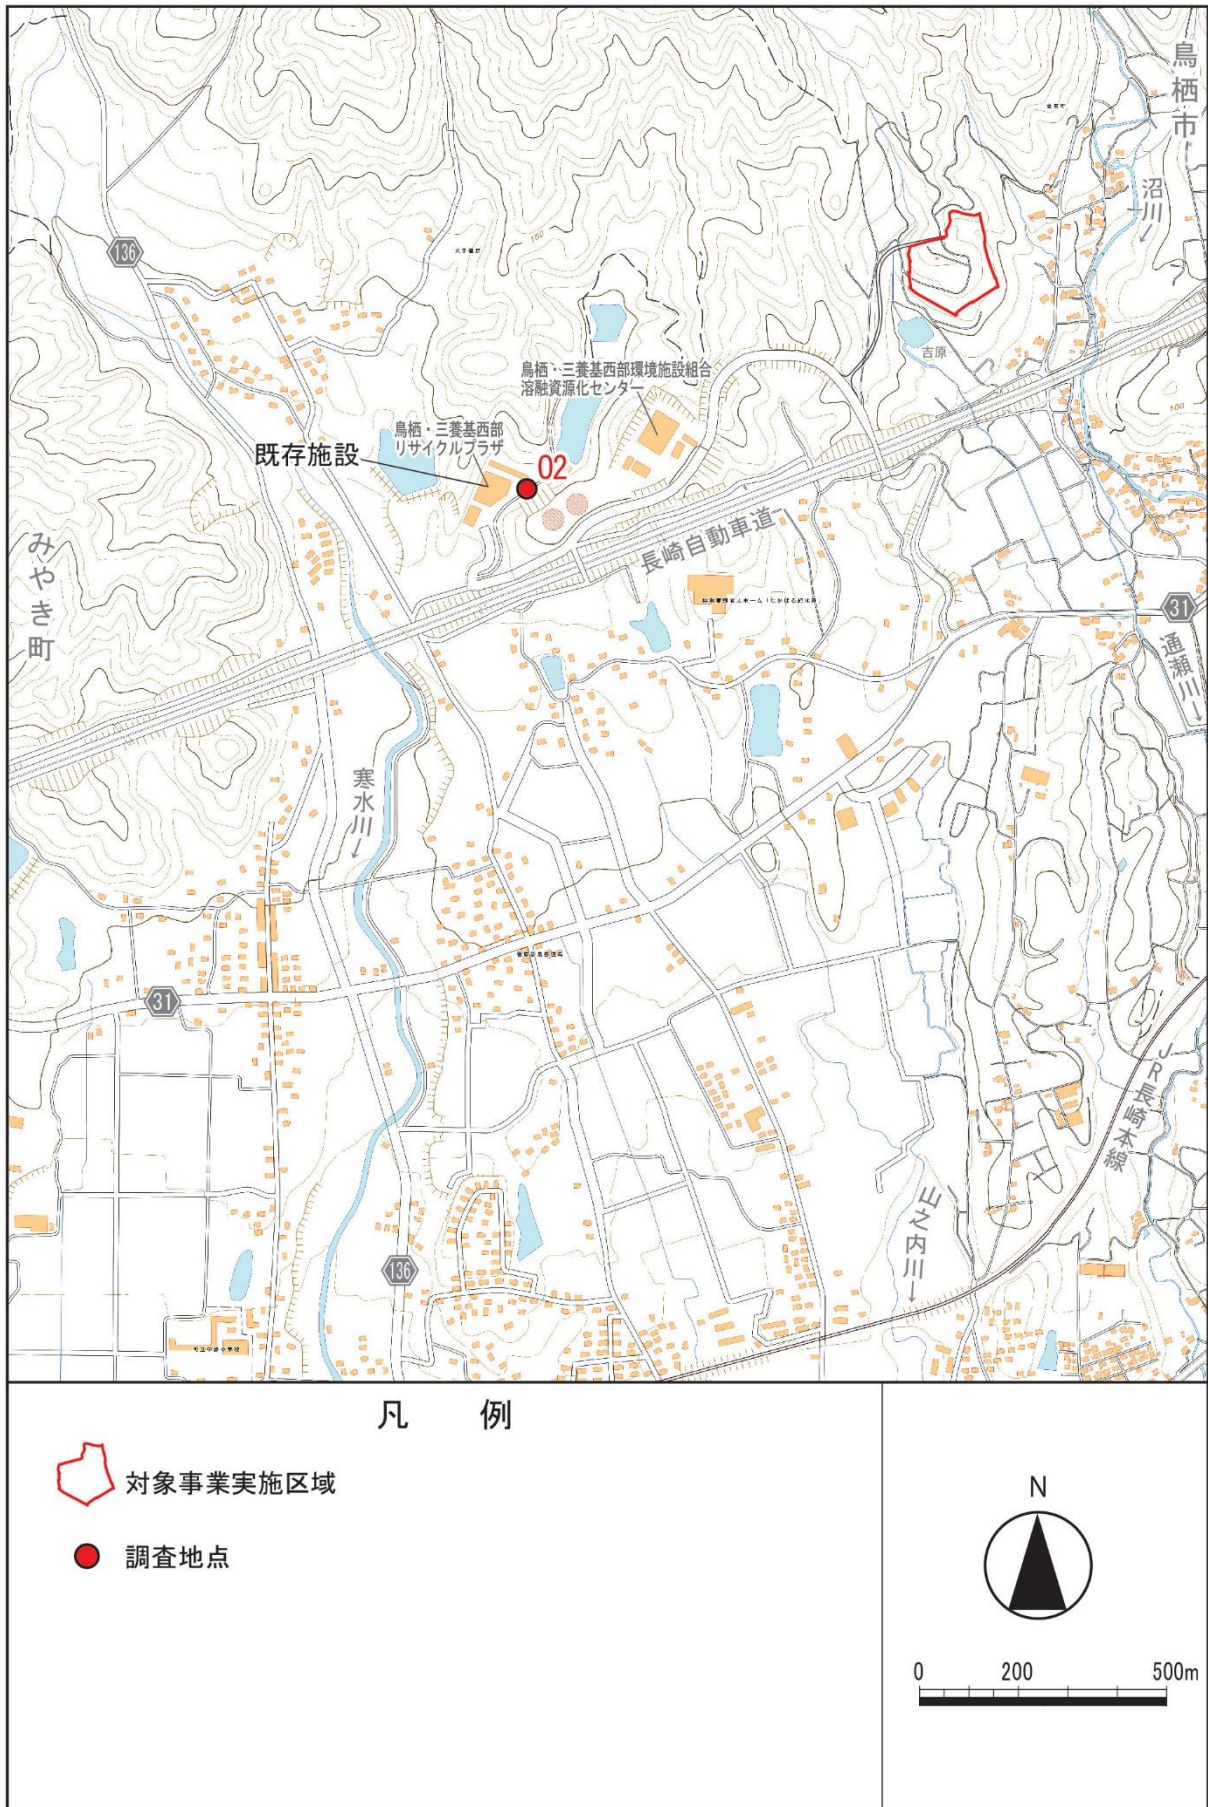 鳥栖市
沼川→
136
150
鳥栖・三養基西部環境施設組合
溶融資源化センター
吉原
100
鳥栖・三養基西部
リサイクルプラザ
既存施設
02
長崎自動車道
みやき町
31
通瀬川→
寒水川→
31
JR長崎本線
山之内川→
136
凡 例
対象事業実施区域
調査地点
N
0 200 500m